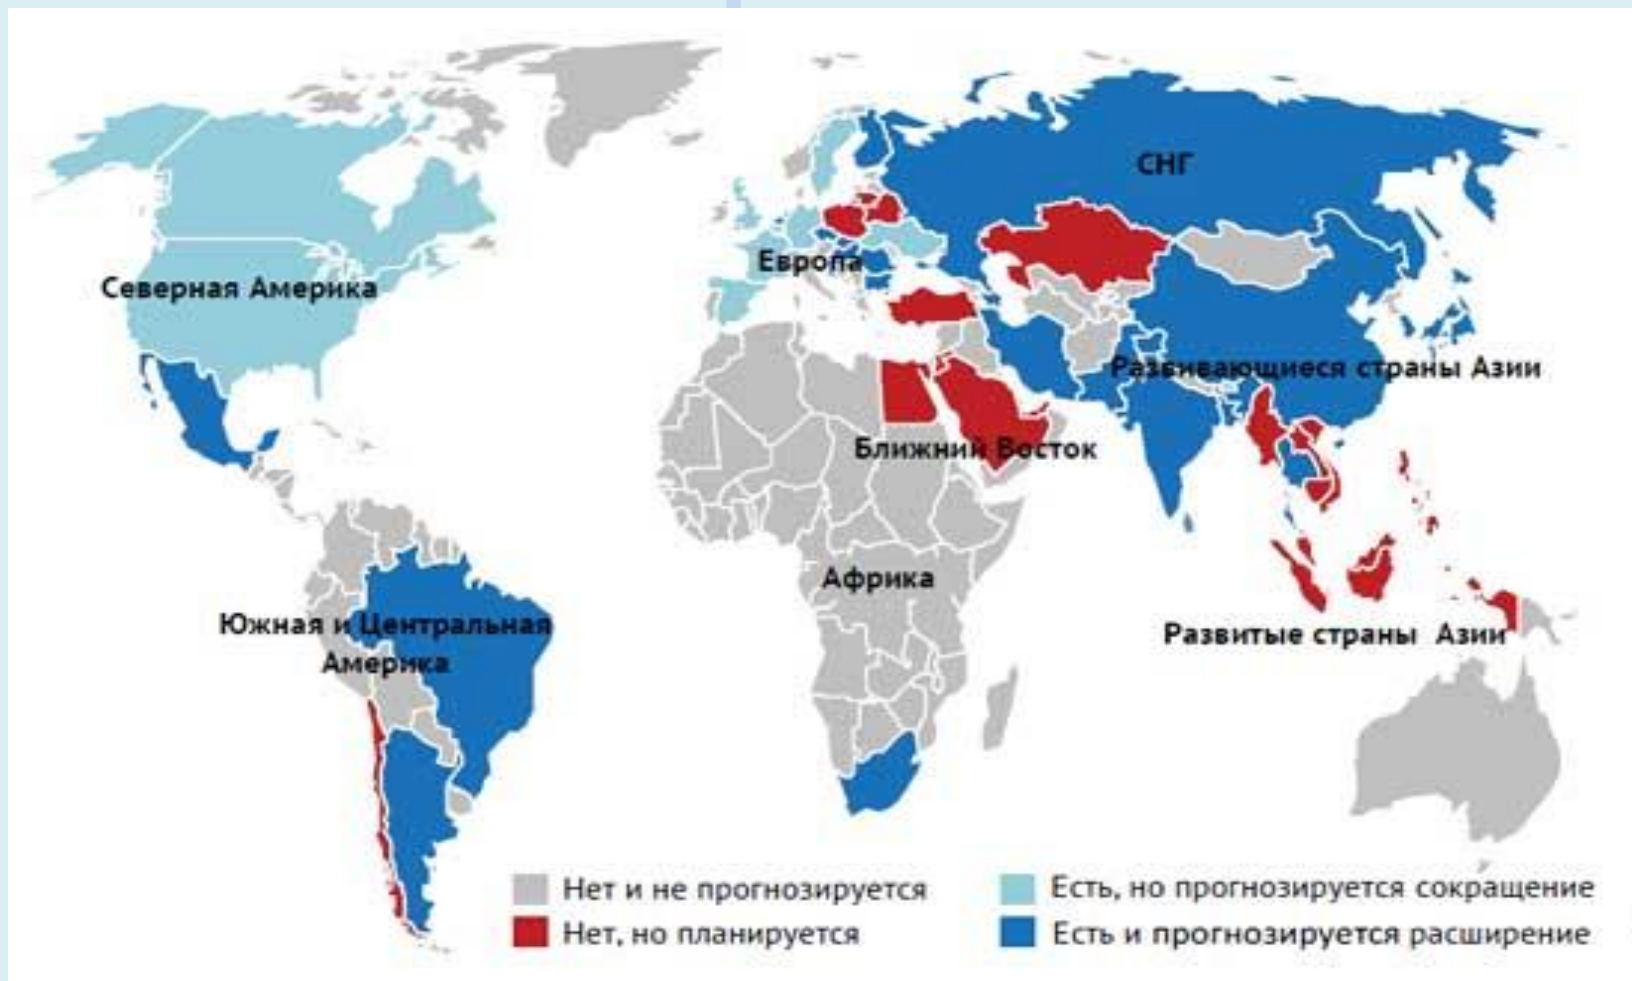 СНГ
Европа
Северная Америка
Развивающиеся страны Азии
Ближний Восток
Африка
Южная и Центральная
Америка
Развитые страны Азии
Нет и не прогнозируется
Нет, но планируется
Есть, но прогнозируется сокращение
Есть и прогнозируется расширение